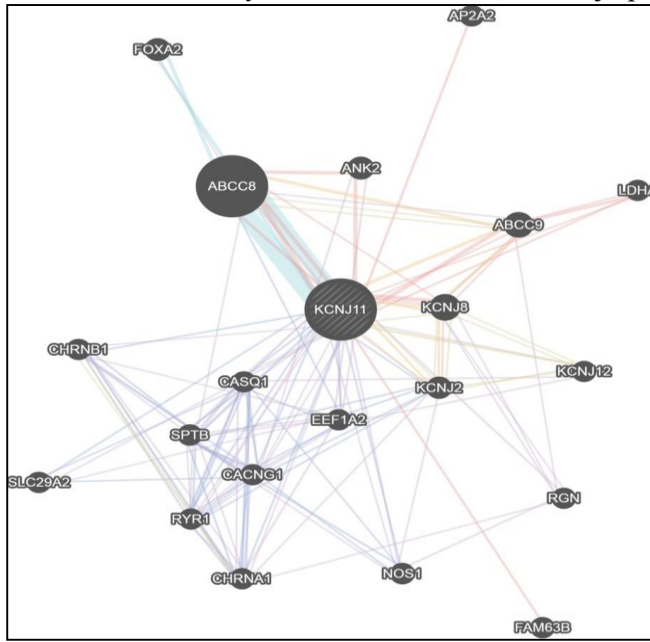 AP2A2
FOXA2
ANK2
ABCC8
LDHA
ABCC9
KCNJ11
KCNJ8
CHRNB1
KCNJ12
CASQ1
KCNJ2
EEF1A2
SPTB
CACNG1
SLC29A2
RGN
RYR1
CHRNA1
NOS1
FAM63B